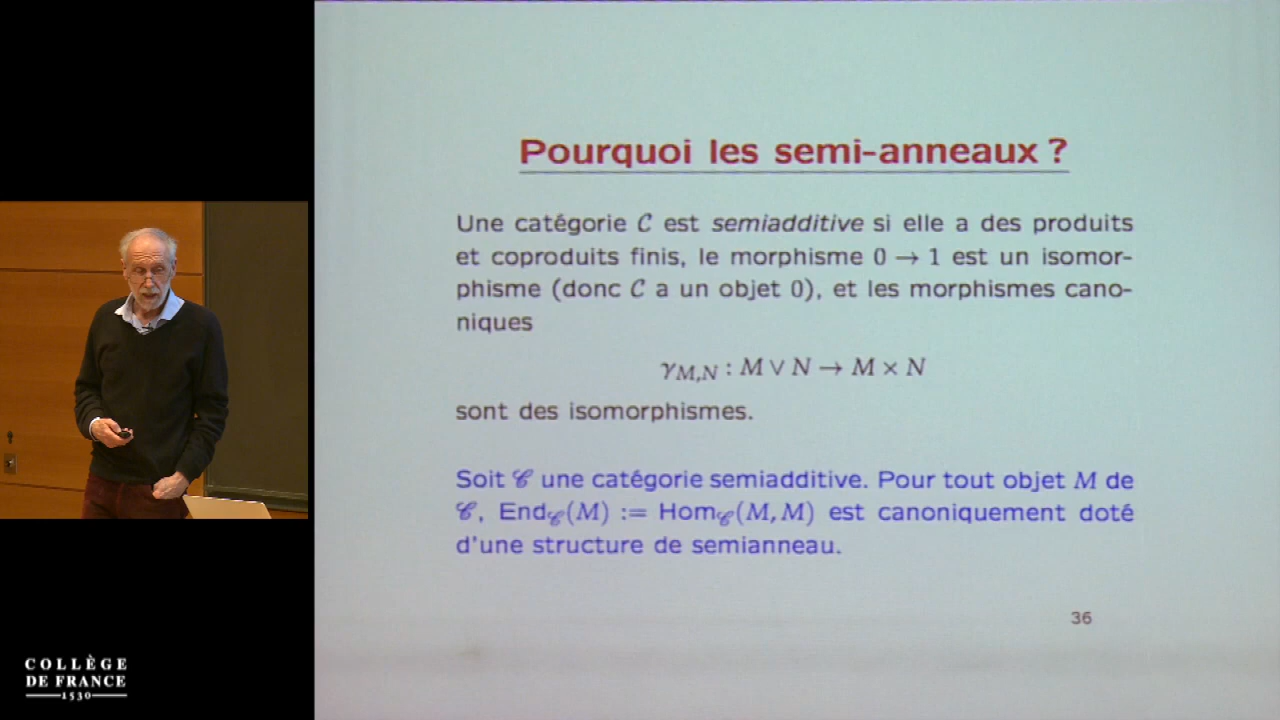 Pourquoi les semi-anneaux ?
Une catégorie 𝒞 est semiadditive si elle a des produits
et coproduits finis, le morphisme 0 → 1 est un isomor-
phisme (donc 𝒞 a un objet 0), et les morphismes cano-
niques
γ_{M,N} : M ∨ N → M × N
sont des isomorphismes.
Soit 𝒞 une catégorie semiadditive. Pour tout objet M de
𝒞, End_𝒞(M) := Hom_𝒞(M, M) est canoniquement doté
d'une structure de semianneau.
36
COLLÈGE
DE FRANCE
1530